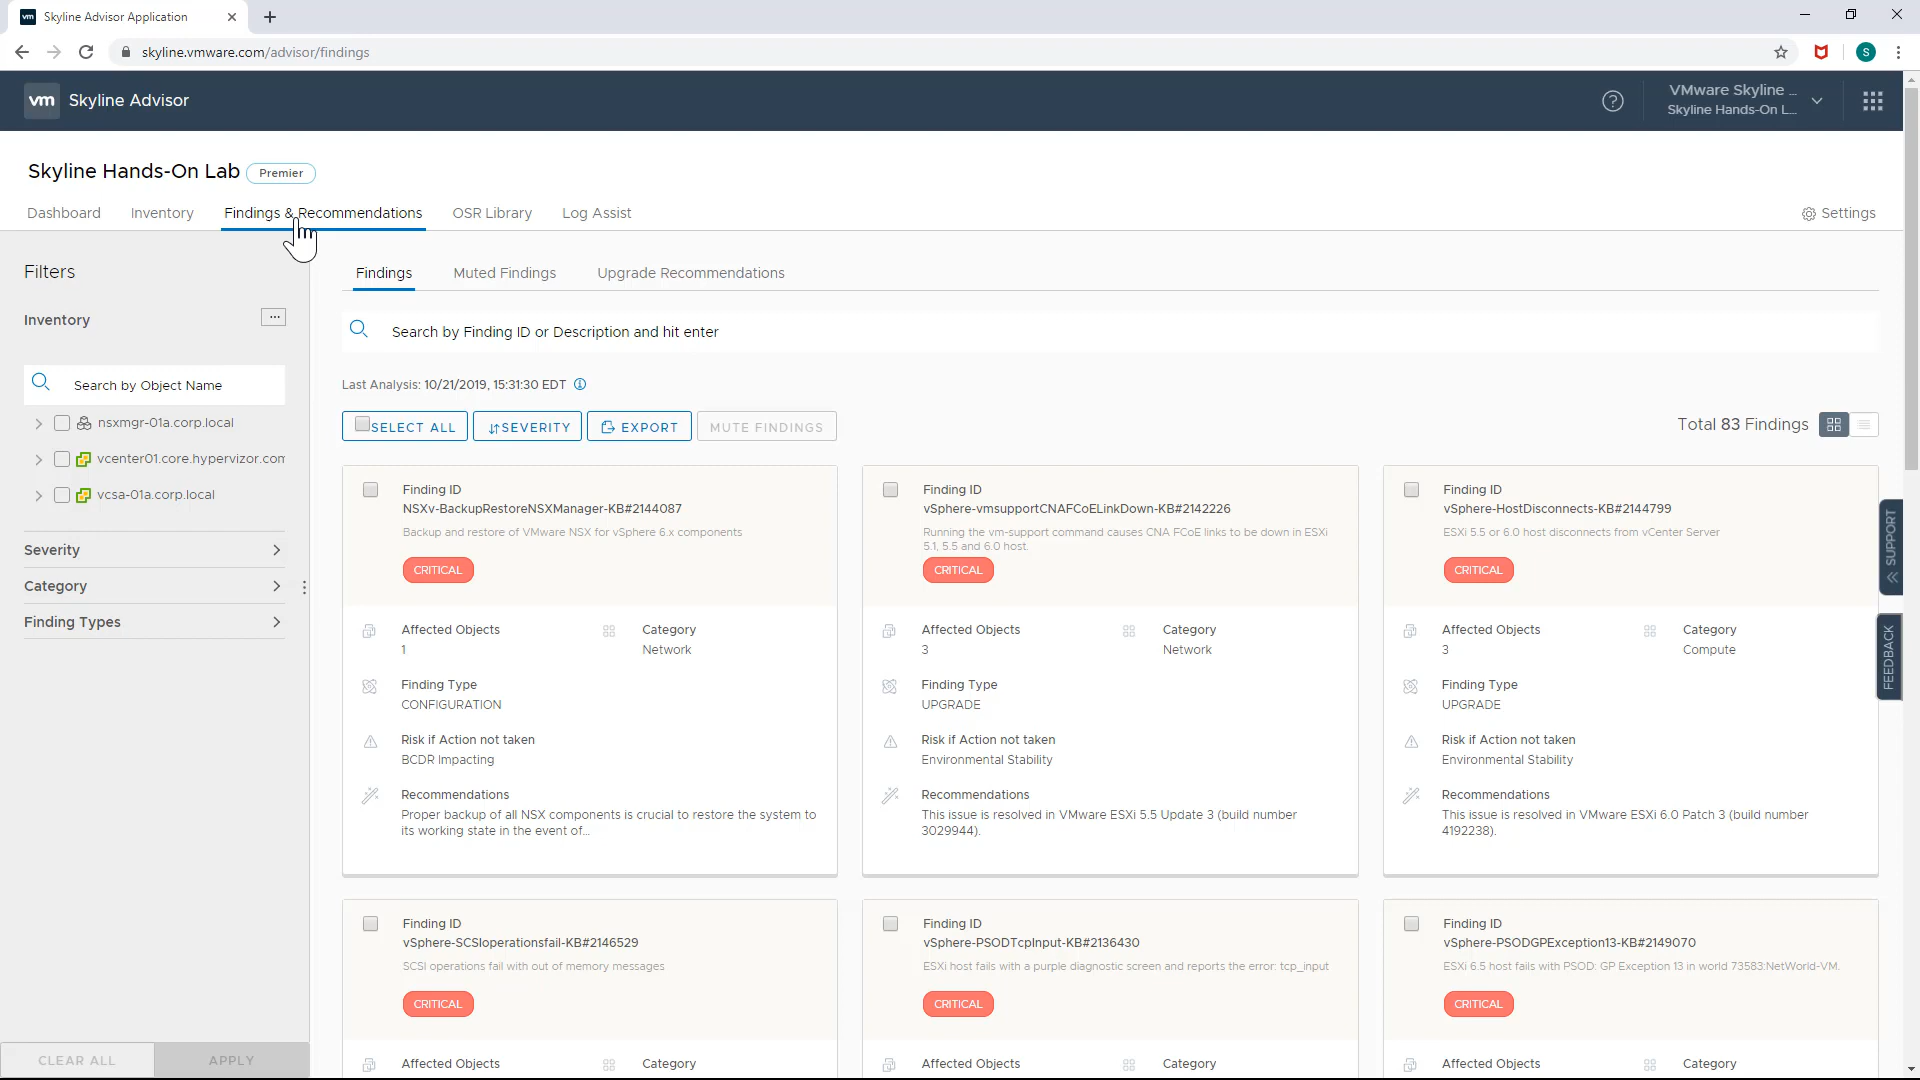 Skyline Advisor Application
skyline.vmware.com/advisor/findings
S
vm Skyline Advisor
VMware Skyline ...
Skyline Hands-On L...
Skyline Hands-On Lab Premier
Dashboard Inventory Findings & Recommendations OSR Library Log Assist Settings
Filters
Inventory
Search by Object Name
nsxmgr-01a.corp.local
vcenter01.core.hypervizor.com
vcsa-01a.corp.local
Severity
Category
Finding Types
CLEAR ALL APPLY
Findings Muted Findings Upgrade Recommendations
Search by Finding ID or Description and hit enter
Last Analysis: 10/21/2019, 15:31:30 EDT
SELECT ALL SEVERITY EXPORT MUTE FINDINGS
Total 83 Findings
Finding ID
NSXv-BackupRestoreNSXManager-KB#2144087
Backup and restore of VMware NSX for vSphere 6.x components
CRITICAL
Affected Objects
1
Category
Network
Finding Type
CONFIGURATION
Risk if Action not taken
BCDR Impacting
Recommendations
Proper backup of all NSX components is crucial to restore the system to
its working state in the event of...
Finding ID
vSphere-vmsupportCNAFCoELinkDown-KB#2142226
Running the vm-support command causes CNA FCoE links to be down in ESXi
5.1, 5.5 and 6.0 host.
CRITICAL
Affected Objects
3
Category
Network
Finding Type
UPGRADE
Risk if Action not taken
Environmental Stability
Recommendations
This issue is resolved in VMware ESXi 5.5 Update 3 (build number
3029944).
Finding ID
vSphere-HostDisconnects-KB#2144799
ESXi 5.5 or 6.0 host disconnects from vCenter Server
CRITICAL
Affected Objects
3
Category
Compute
Finding Type
UPGRADE
Risk if Action not taken
Environmental Stability
Recommendations
This issue is resolved in VMware ESXi 6.0 Patch 3 (build number
4192238).
Finding ID
vSphere-SCSIoperationsfail-KB#2146529
SCSI operations fail with out of memory messages
CRITICAL
Affected Objects
Category
Finding ID
vSphere-PSODTcpInput-KB#2136430
ESXi host fails with a purple diagnostic screen and reports the error: tcp_input
CRITICAL
Affected Objects
Category
Finding ID
vSphere-PSODGPException13-KB#2149070
ESXi 6.5 host fails with PSOD: GP Exception 13 in world 73583:NetWorld-VM.
CRITICAL
Affected Objects
Category
SUPPORT
FEEDBACK